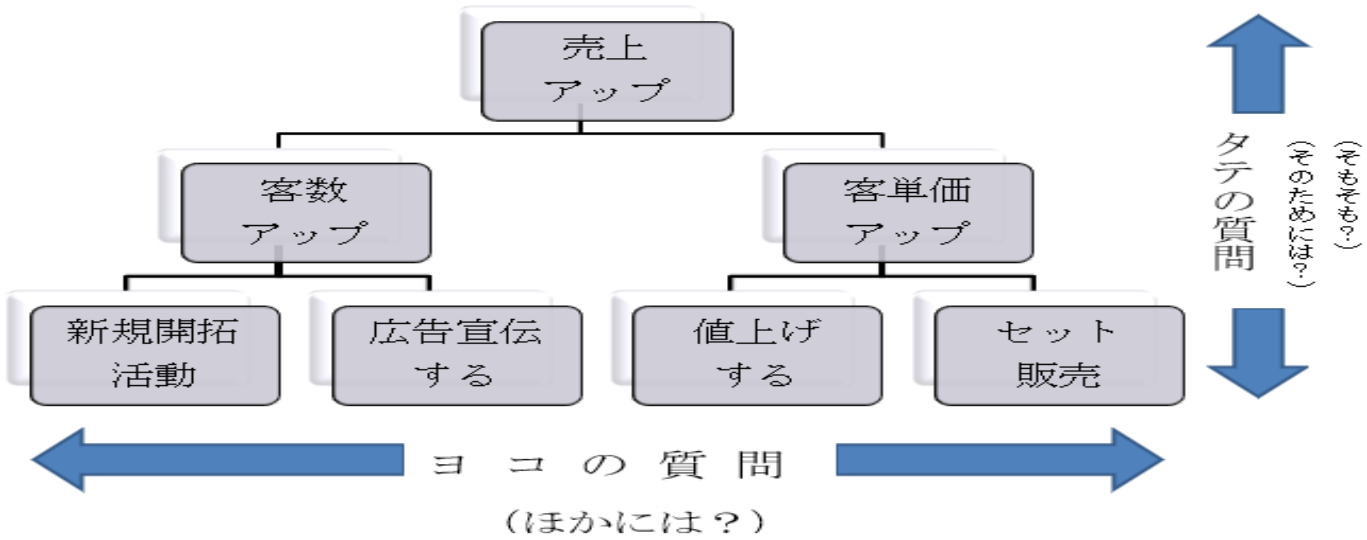 売上
アップ
客数
アップ
客単価
アップ
新規開拓
活動
広告宣伝
する
値上げ
する
セット
販売
タテの質問
（そもそも？）
（そのためには？）
ヨコの質問
（ほかには？）